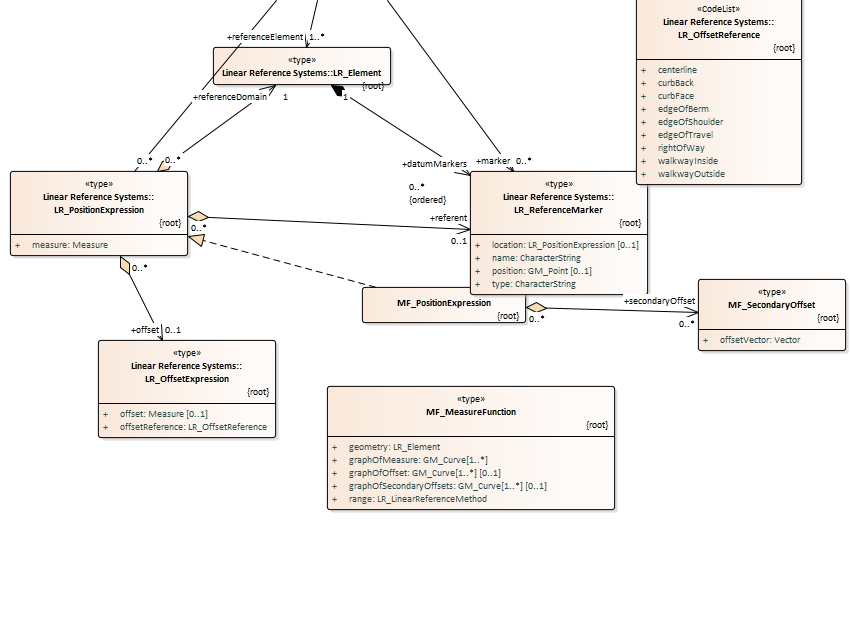 «CodeList»
Linear Reference Systems::
LR_OffsetReference
{root}
+ centerline
+ curbBack
+ curbFace
+ edgeOfBerm
+ edgeOfShoulder
+ edgeOfTravel
+ rightOfWay
+ walkwayInside
+ walkwayOutside
+referenceElement 1..*
«type»
Linear Reference Systems::LR_Element
{root}
+referenceDomain 1
1
0..*
0..*
+datumMarkers
0..*
{ordered}
+marker 0..*
«type»
Linear Reference Systems::
LR_PositionExpression
{root}
+ measure: Measure
0..*
+referent
0..1
«type»
Linear Reference Systems::
LR_ReferenceMarker
{root}
+ location: LR_PositionExpression [0..1]
+ name: CharacterString
+ position: GM_Point [0..1]
+ type: CharacterString
0..*
+offset 0..1
MF_PositionExpression
{root}
0..*
+secondaryOffset
0..*
«type»
MF_SecondaryOffset
{root}
+ offsetVector: Vector
«type»
Linear Reference Systems::
LR_OffsetExpression
{root}
+ offset: Measure [0..1]
+ offsetReference: LR_OffsetReference
«type»
MF_MeasureFunction
{root}
+ geometry: LR_Element
+ graphOfMeasure: GM_Curve[1..*]
+ graphOfOffset: GM_Curve[1..*] [0..1]
+ graphOfSecondaryOffsets: GM_Curve[1..*] [0..1]
+ range: LR_LinearReferenceMethod